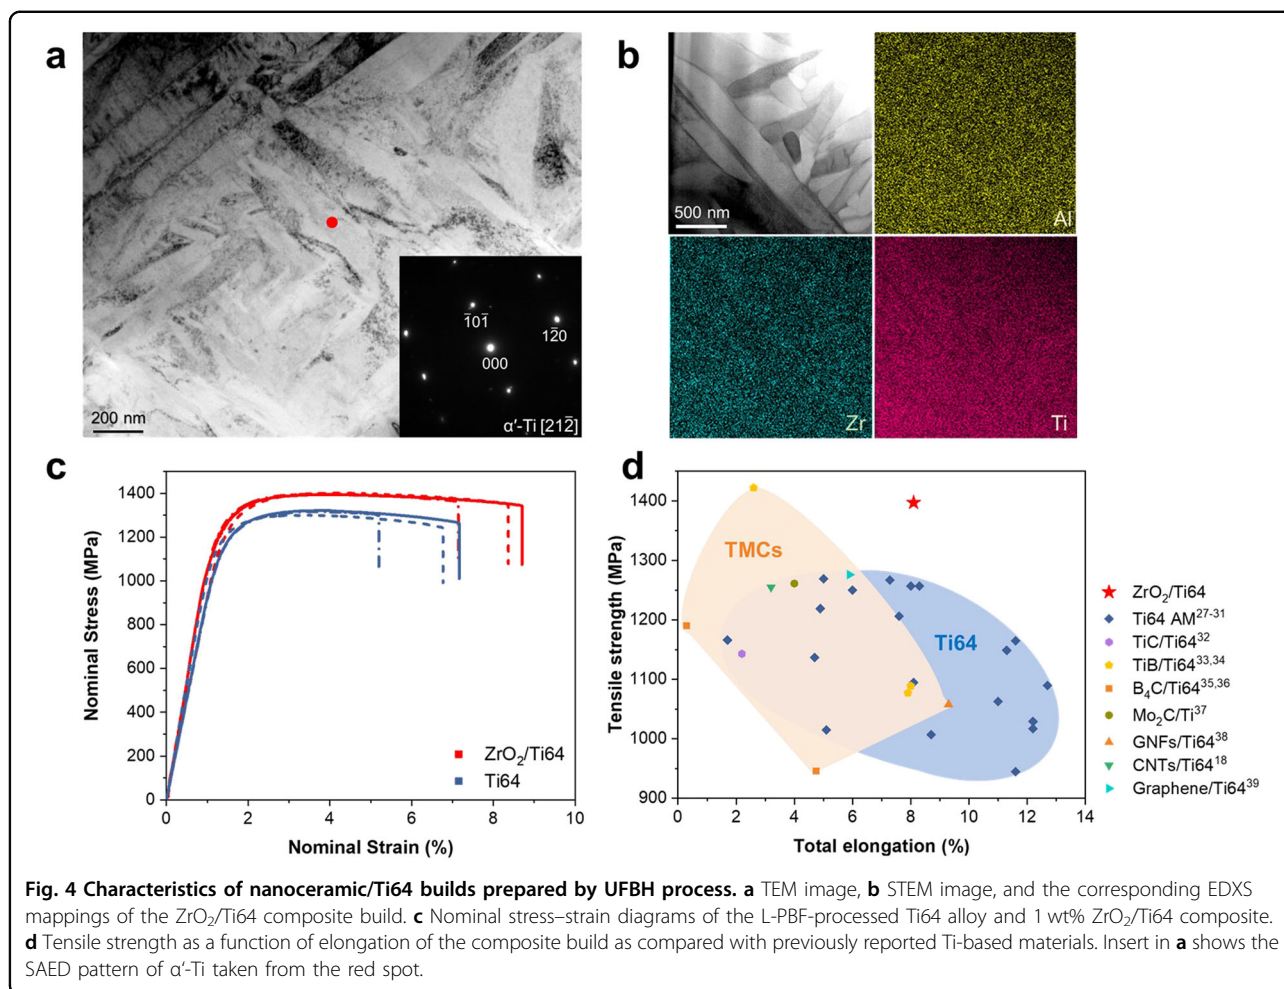 a
200 nm
1̄01̄
12̄0
000
α′-Ti [212̄]
b
500 nm
Al
Zr
Ti
c
Nominal Stress (MPa)
1400
1200
1000
800
600
400
200
0
0 2 4 6 8 10
Nominal Strain (%)
ZrO₂/Ti64
Ti64
d
Tensile strength (MPa)
1400
1300
1200
1100
1000
900
0 2 4 6 8 10 12 14
Total elongation (%)
TMCs
Ti64
ZrO₂/Ti64
Ti64 AM²⁷⁻³¹
TiC/Ti64³²
TiB/Ti64³³,³⁴
B₄C/Ti64³⁵,³⁶
Mo₂C/Ti³⁷
GNFs/Ti64³⁸
CNTs/Ti64¹⁸
Graphene/Ti64³⁹
Fig. 4 Characteristics of nanoceramic/Ti64 builds prepared by UFBH process. a TEM image, b STEM image, and the corresponding EDXS
mappings of the ZrO₂/Ti64 composite build. c Nominal stress–strain diagrams of the L-PBF-processed Ti64 alloy and 1 wt% ZrO₂/Ti64 composite.
d Tensile strength as a function of elongation of the composite build as compared with previously reported Ti-based materials. Insert in a shows the
SAED pattern of α‘-Ti taken from the red spot.